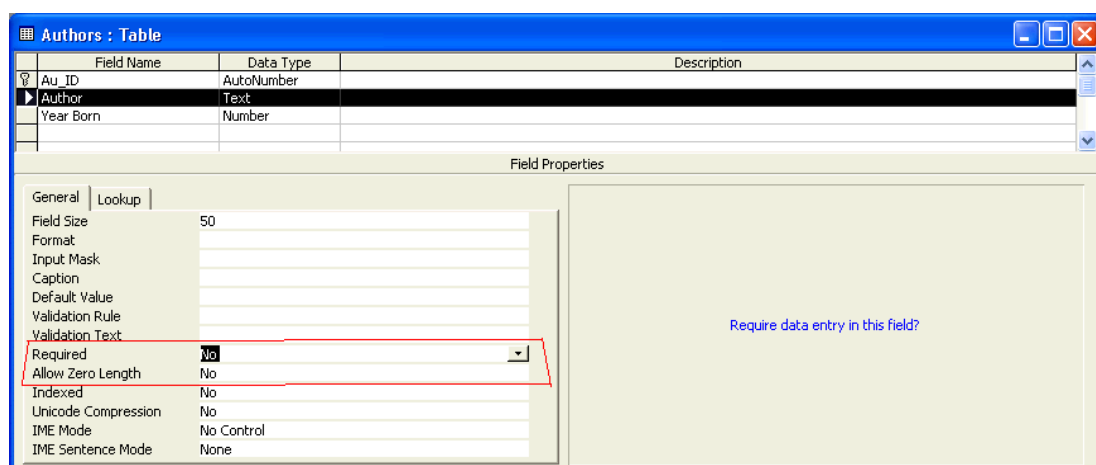 Authors : Table
Field Name Data Type Description
Au_ID AutoNumber
Author Text
Year Born Number
Field Properties
General Lookup
Field Size 50
Format
Input Mask
Caption
Default Value
Validation Rule
Validation Text
Required No
Allow Zero Length No
Indexed No
Unicode Compression No
IME Mode No Control
IME Sentence Mode None
Require data entry in this field?